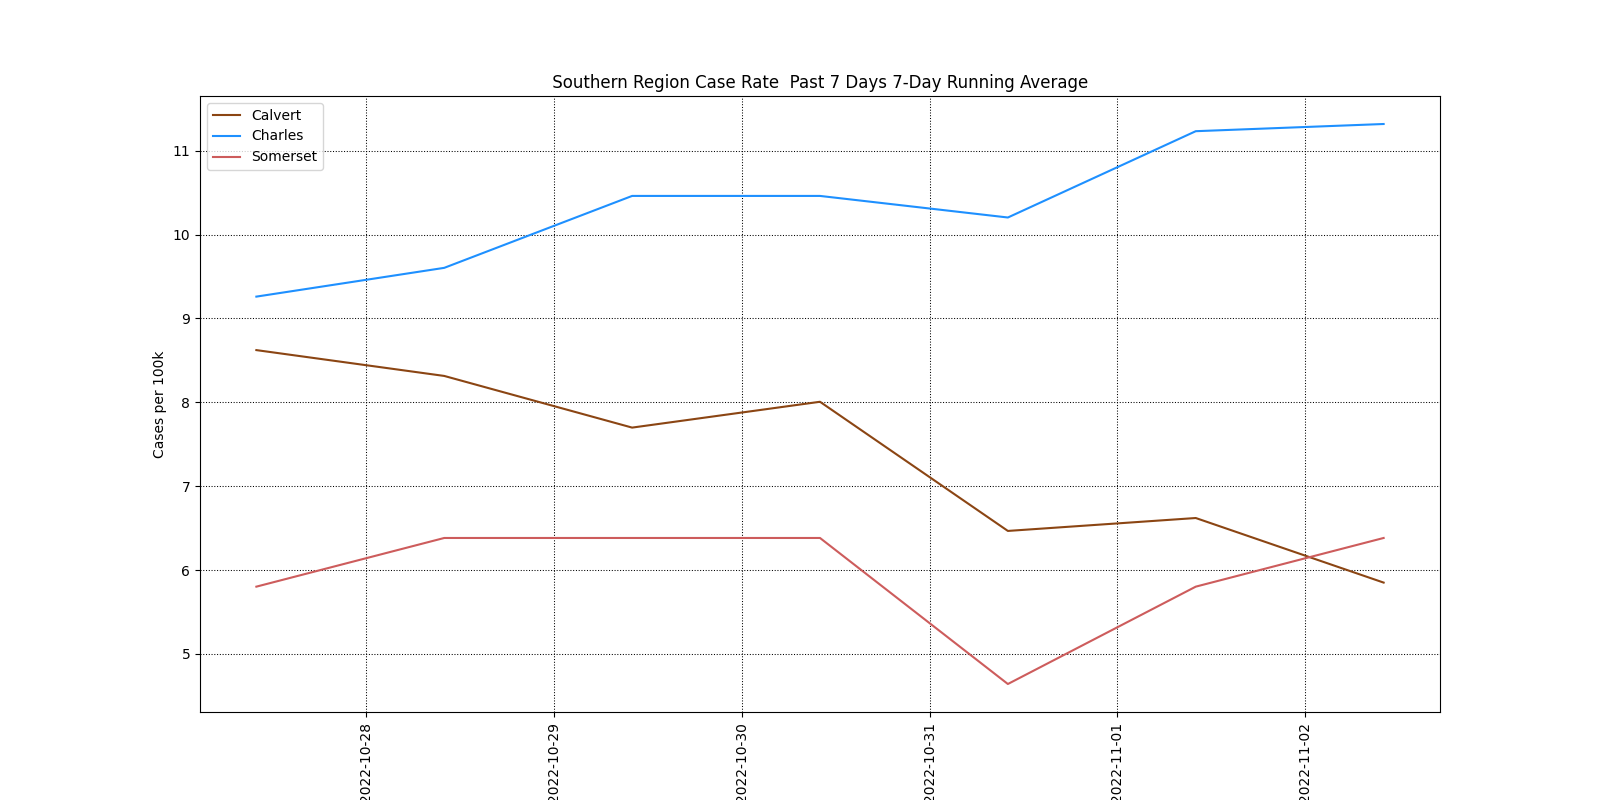 Southern Region Case Rate  Past 7 Days 7-Day Running Average
Calvert
Charles
Somerset
11
10
9
8
7
6
5
Cases per 100k
2022-10-28
2022-10-29
2022-10-30
2022-10-31
2022-11-01
2022-11-02